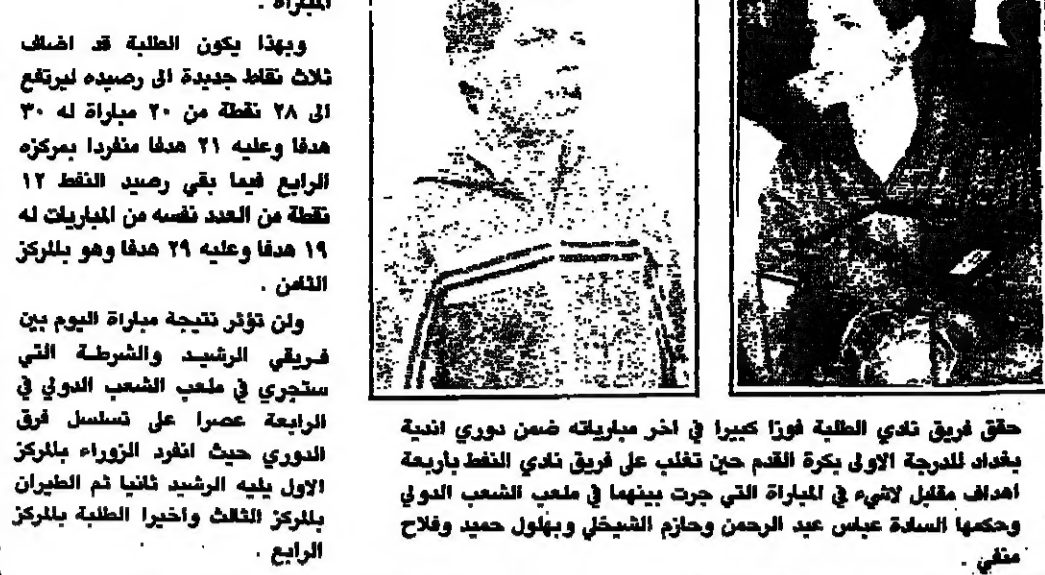 حقق فريق نادي الطلبة فوزا كبيرا في اخر مبارياته ضمن دوري اندية
بغداد للدرجة الاولى بكرة القدم حين تغلب على فريق نادي النفط بأربعة
أهداف مقابل لاشيء في المباراة التي جرت بينهما في ملعب الشعب الدولي
وحكمها السادة عباس عبد الرحمن وحازم الشيخلي وبهلول حميد وفلاح
منفي .
المباراة .
وبهذا يكون الطلبة قد اضاف
ثلاث نقاط جديدة الى رصيده ليرتفع
الى ٢٨ نقطة من ٢٠ مباراة له ٣٠
هدفا وعليه ٢١ هدفا منفردا بمركزه
الرابع فيما بقي رصيد النفط ١٢
نقطة من العدد نفسه من المباريات له
١٩ هدفا وعليه ٢٩ هدفا وهو بالمركز
الثامن .
ولن تؤثر نتيجة مباراة اليوم بين
فريقي الرشيد والشرطة التي
ستجري في ملعب الشعب الدولي في
الرابعة عصرا على تسلسل فرق
الدوري حيث انفرد الزوراء بالمركز
الاول يليه الرشيد ثانيا ثم الطيران
بالمركز الثالث واخيرا الطلبة بالمركز
الرابع .